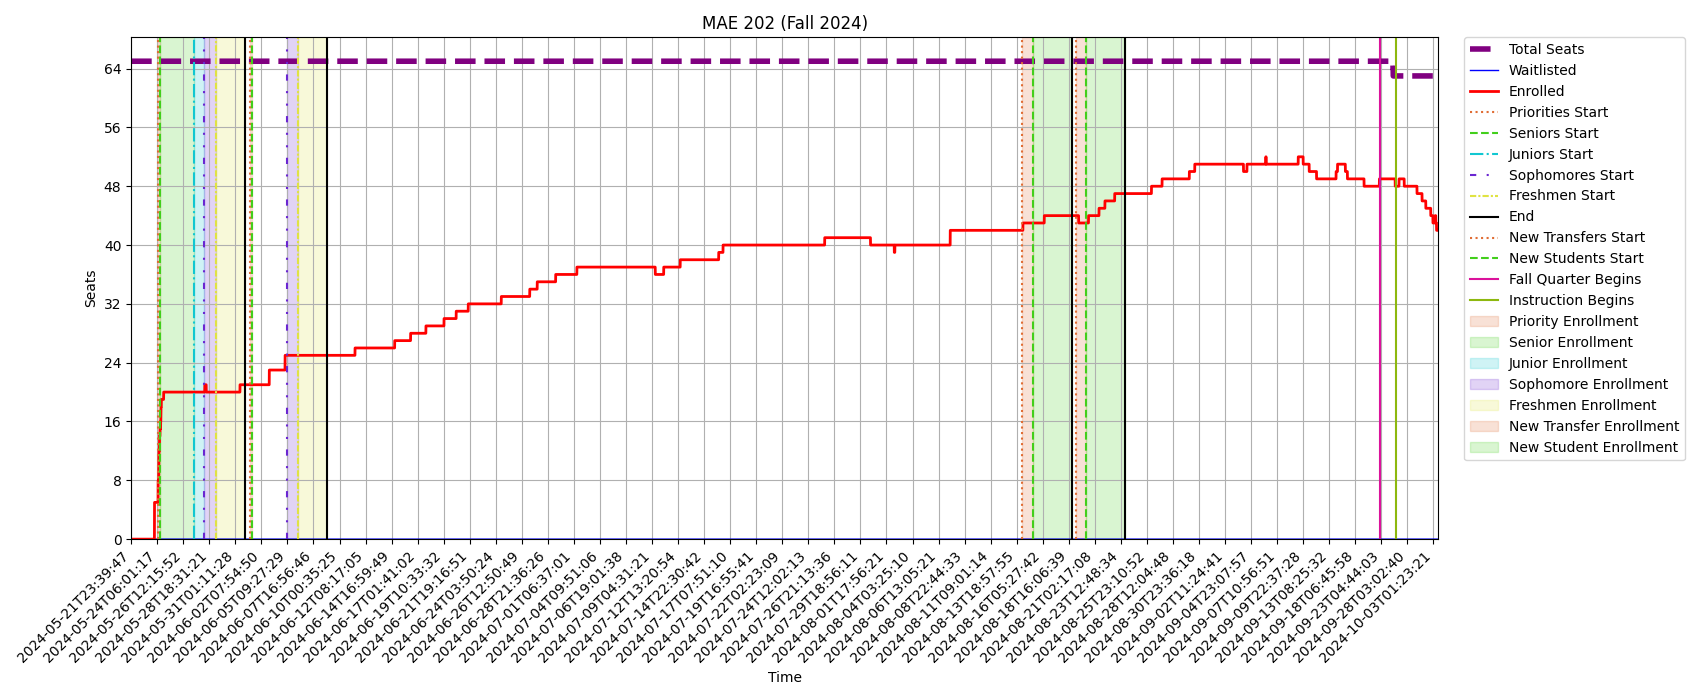 MAE 202 (Fall 2024)
Seats
64
56
48
40
32
24
16
8
0
2024-05-21T23:39:47
2024-05-24T06:01:17
2024-05-26T12:15:52
2024-05-28T18:31:21
2024-05-31T01:11:28
2024-06-02T07:54:50
2024-06-05T09:27:29
2024-06-07T16:56:46
2024-06-10T00:35:25
2024-06-12T08:17:05
2024-06-14T16:59:49
2024-06-17T01:41:02
2024-06-19T10:33:32
2024-06-21T19:16:51
2024-06-24T03:50:24
2024-06-26T12:50:49
2024-06-28T21:36:26
2024-07-01T06:37:01
2024-07-04T09:51:06
2024-07-06T19:01:38
2024-07-09T04:31:21
2024-07-12T13:20:54
2024-07-14T22:30:42
2024-07-17T07:51:10
2024-07-19T16:55:41
2024-07-22T02:23:09
2024-07-24T12:02:13
2024-07-26T21:13:36
2024-07-29T18:56:11
2024-08-01T17:56:21
2024-08-04T03:25:10
2024-08-06T13:05:21
2024-08-08T22:44:33
2024-08-11T09:01:14
2024-08-13T18:57:55
2024-08-16T05:27:42
2024-08-18T16:06:39
2024-08-21T02:17:08
2024-08-23T12:48:34
2024-08-25T23:10:52
2024-08-28T12:04:48
2024-08-30T23:36:18
2024-09-02T11:24:41
2024-09-04T23:07:57
2024-09-07T10:56:51
2024-09-09T22:37:28
2024-09-13T08:25:32
2024-09-18T06:45:58
2024-09-23T04:44:03
2024-09-28T03:02:40
2024-10-03T01:23:21
Time
Total Seats
Waitlisted
Enrolled
Priorities Start
Seniors Start
Juniors Start
Sophomores Start
Freshmen Start
End
New Transfers Start
New Students Start
Fall Quarter Begins
Instruction Begins
Priority Enrollment
Senior Enrollment
Junior Enrollment
Sophomore Enrollment
Freshmen Enrollment
New Transfer Enrollment
New Student Enrollment